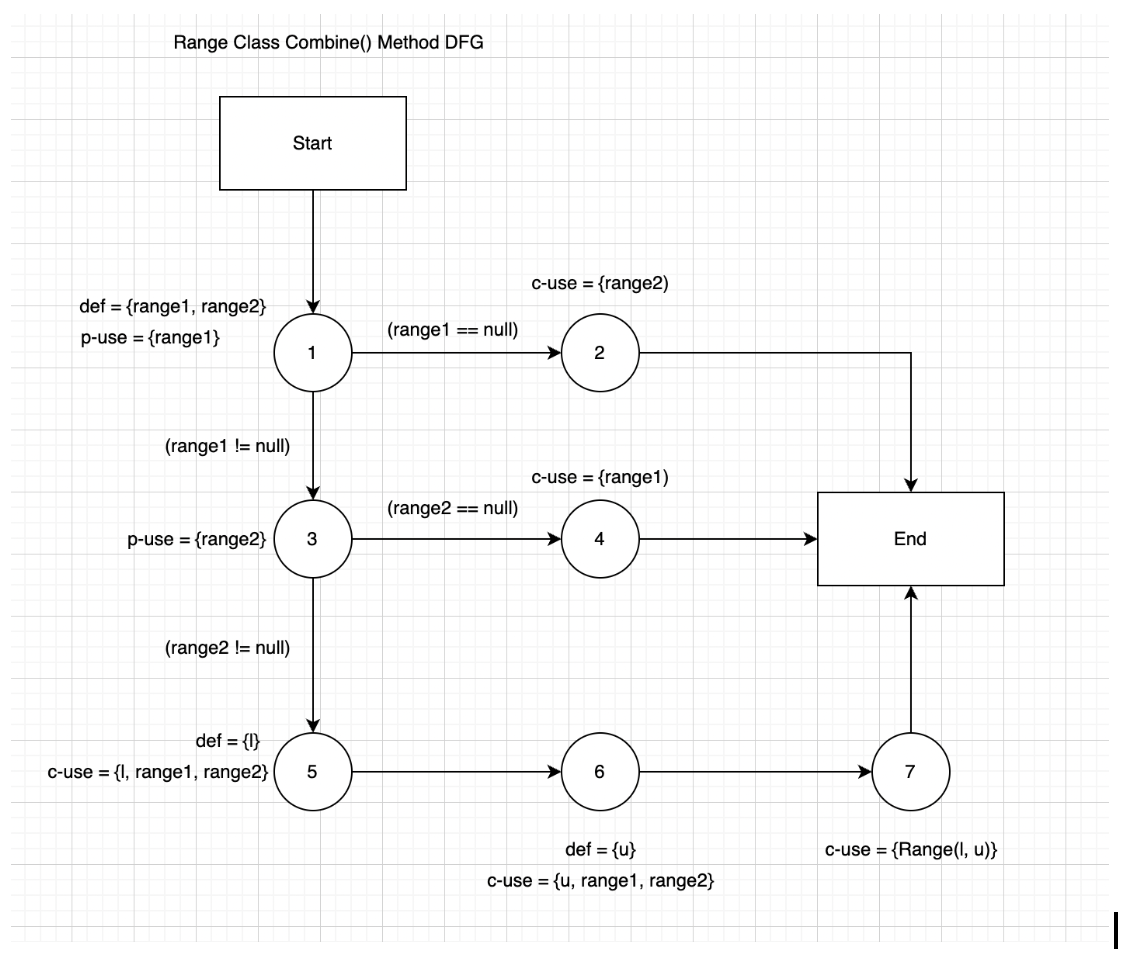 Range Class Combine() Method DFG
Start
c-use = {range2)
def = {range1, range2}
p-use = {range1}
(range1 == null)
1
2
(range1 != null)
c-use = {range1)
(range2 == null)
p-use = {range2}
3
4
End
(range2 != null)
def = {l}
c-use = {l, range1, range2}
5
6
7
def = {u}
c-use = {u, range1, range2}
c-use = {Range(l, u)}